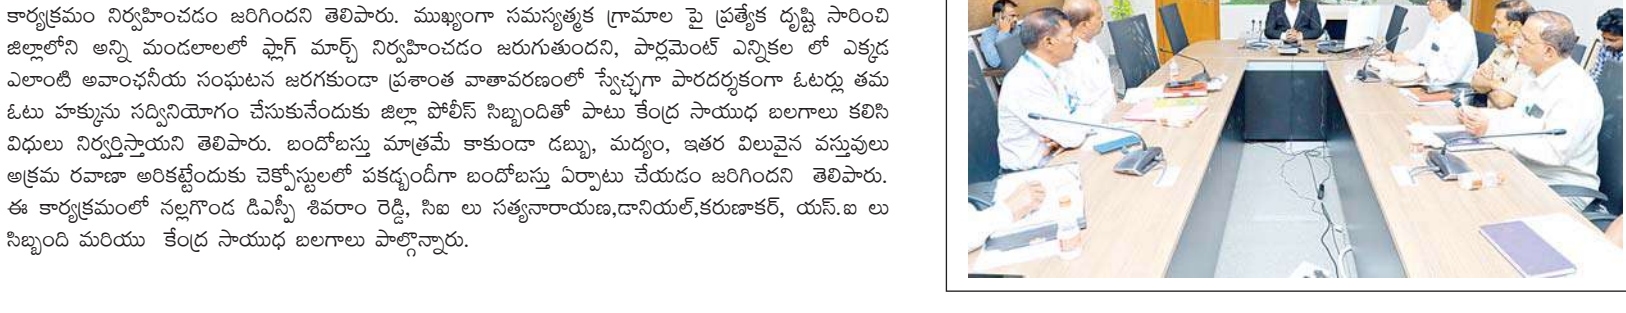 కార్యక్రమం నిర్వహించడం జరిగిందని తెలిపారు. ముఖ్యంగా సమస్యత్మక గ్రామాల పై ప్రత్యేక దృష్టి సారించి
జిల్లాలోని అన్ని మండలాలలో ఫ్లాగ్ మార్చ్ నిర్వహించడం జరుగుతుందని, పార్లమెంట్ ఎన్నికల లో ఎక్కడ
ఎలాంటి అవాంఛనీయ సంఘటన జరగకుండా ప్రశాంత వాతావరణంలో స్వేచ్ఛగా పారదర్శకంగా ఓటర్లు తమ
ఓటు హక్కును సద్వినియోగం చేసుకునేందుకు జిల్లా పోలీస్ సిబ్బందితో పాటు కేంద్ర సాయుధ బలగాలు కలిసి
విధులు నిర్వర్తిస్తాయని తెలిపారు. బందోబస్తు మాత్రమే కాకుండా డబ్బు, మద్యం, ఇతర విలువైన వస్తువులు
అక్రమ రవాణా అరికట్టేందుకు చెక్పోస్టులలో పకడ్బందీగా బందోబస్తు ఏర్పాటు చేయడం జరిగిందని తెలిపారు.
ఈ కార్యక్రమంలో నల్లగొండ డిఎస్పీ శివరాం రెడ్డి, సిఐ లు సత్యనారాయణ,డానియల్,కరుణాకర్, యస్.ఐ లు
సిబ్బంది మరియు కేంద్ర సాయుధ బలగాలు పాల్గొన్నారు.